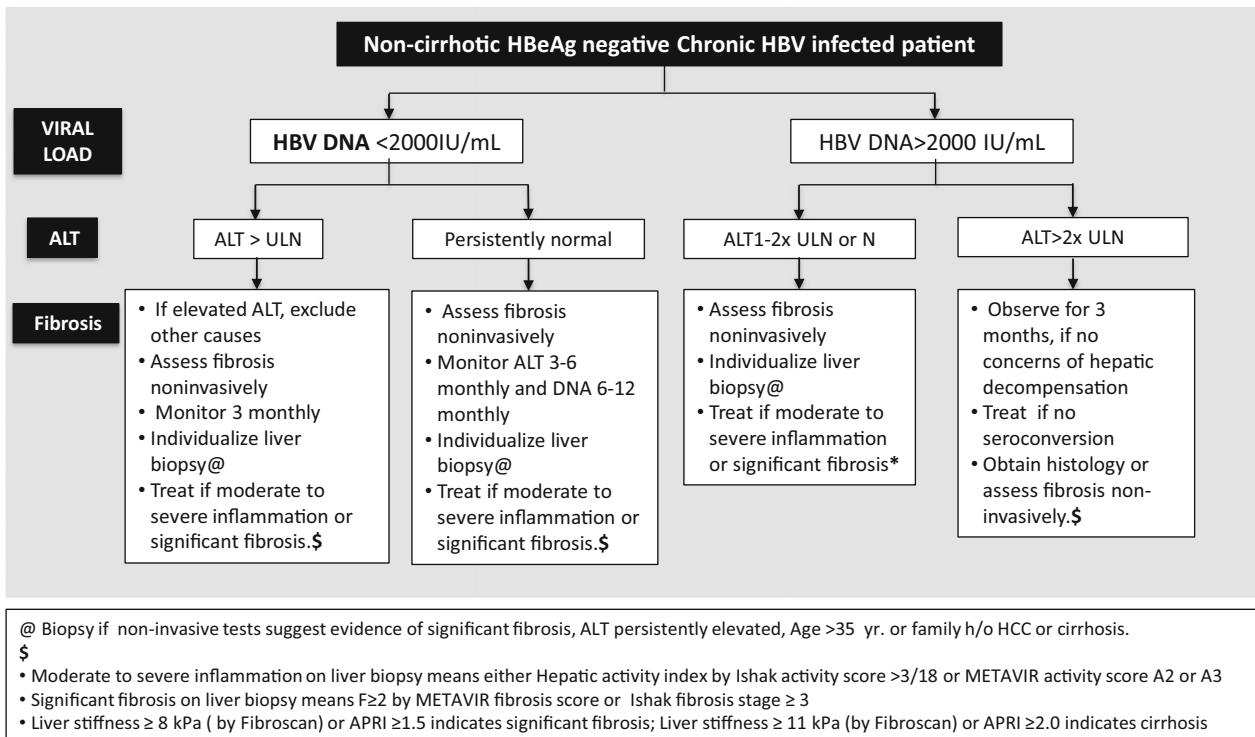 Non-cirrhotic HBeAg negative Chronic HBV infected patient
VIRAL
LOAD
HBV DNA <2000IU/mL
HBV DNA>2000 IU/mL
ALT
ALT > ULN
Persistently normal
ALT1-2x ULN or N
ALT>2x ULN
Fibrosis
• If elevated ALT, exclude
other causes
• Assess fibrosis
noninvasively
• Monitor 3 monthly
• Individualize liver
biopsy@
• Treat if moderate to
severe inflammation or
significant fibrosis.$
• Assess fibrosis
noninvasively
• Monitor ALT 3-6
monthly and DNA 6-12
monthly
• Individualize liver
biopsy@
• Treat if moderate to
severe inflammation or
significant fibrosis.$
• Assess fibrosis
noninvasively
• Individualize liver
biopsy@
• Treat if moderate to
severe inflammation
or significant fibrosis*
• Observe for 3
months, if no
concerns of hepatic
decompensation
• Treat if no
seroconversion
• Obtain histology or
assess fibrosis non-
invasively.$
@ Biopsy if non-invasive tests suggest evidence of significant fibrosis, ALT persistently elevated, Age >35 yr. or family h/o HCC or cirrhosis.
$
• Moderate to severe inflammation on liver biopsy means either Hepatic activity index by Ishak activity score >3/18 or METAVIR activity score A2 or A3
• Significant fibrosis on liver biopsy means F≥2 by METAVIR fibrosis score or Ishak fibrosis stage ≥ 3
• Liver stiffness ≥ 8 kPa ( by Fibroscan) or APRI ≥1.5 indicates significant fibrosis; Liver stiffness ≥ 11 kPa (by Fibroscan) or APRI ≥2.0 indicates cirrhosis